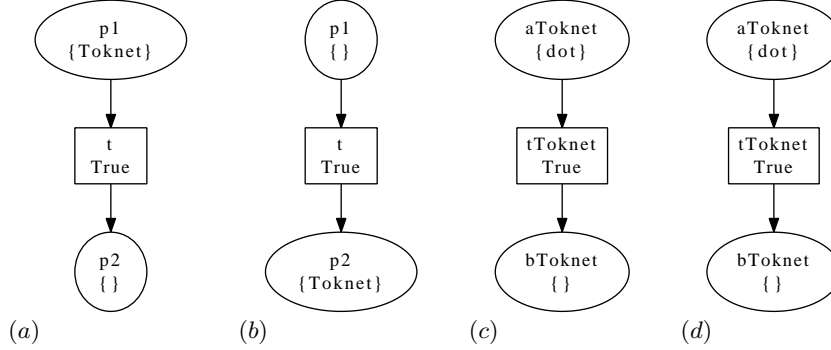 p1
{Toknet}
t
True
p2
{}
(a)
p1
{}
t
True
p2
{Toknet}
(b)
aToknet
{dot}
tToknet
True
bToknet
{}
(c)
aToknet
{dot}
tToknet
True
bToknet
{}
(d)